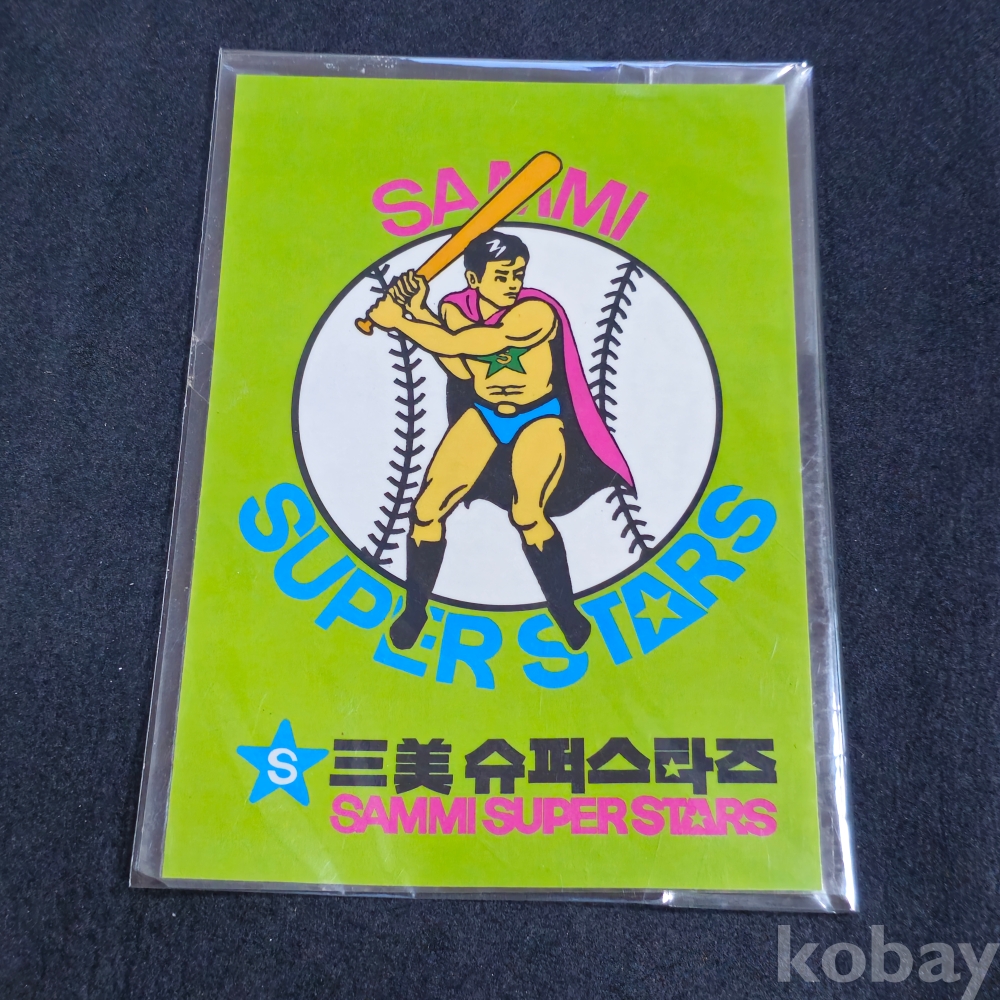 SAMMI
S
SUPER STARS
S 三美 슈퍼스타즈
SAMMI SUPER STARS
kobay